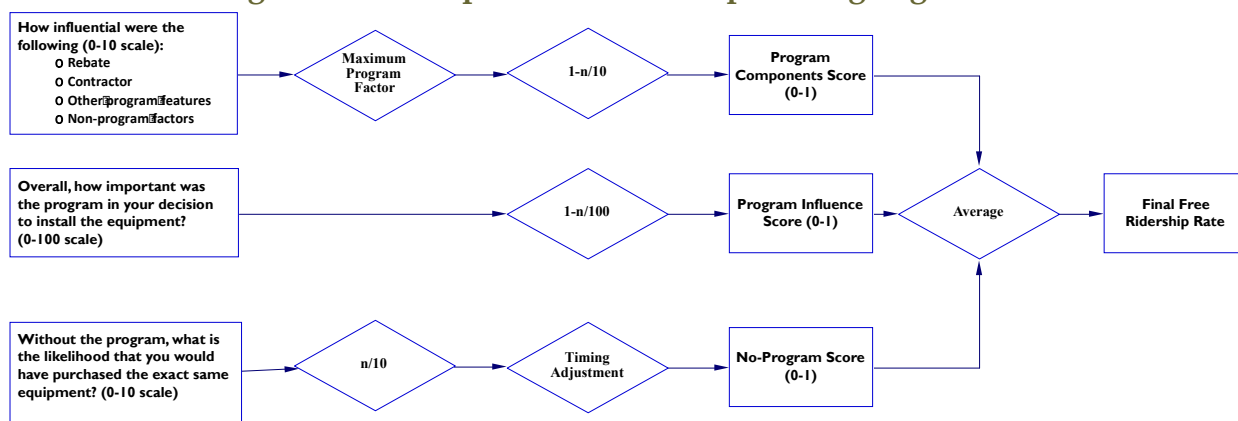 How influential were the
following (0-10 scale):
o Rebate
o Contractor
o Other program features
o Non-program factors
Maximum
Program
Factor
1-n/10
Program
Components Score
(0-1)
Overall, how important was
the program in your decision
to install the equipment?
(0-100 scale)
1-n/100
Program Influence
Score (0-1)
Average
Final Free
Ridership Rate
Without the program, what is
the likelihood that you would
have purchased the exact same
equipment? (0-10 scale)
n/10
Timing
Adjustment
No-Program Score
(0-1)